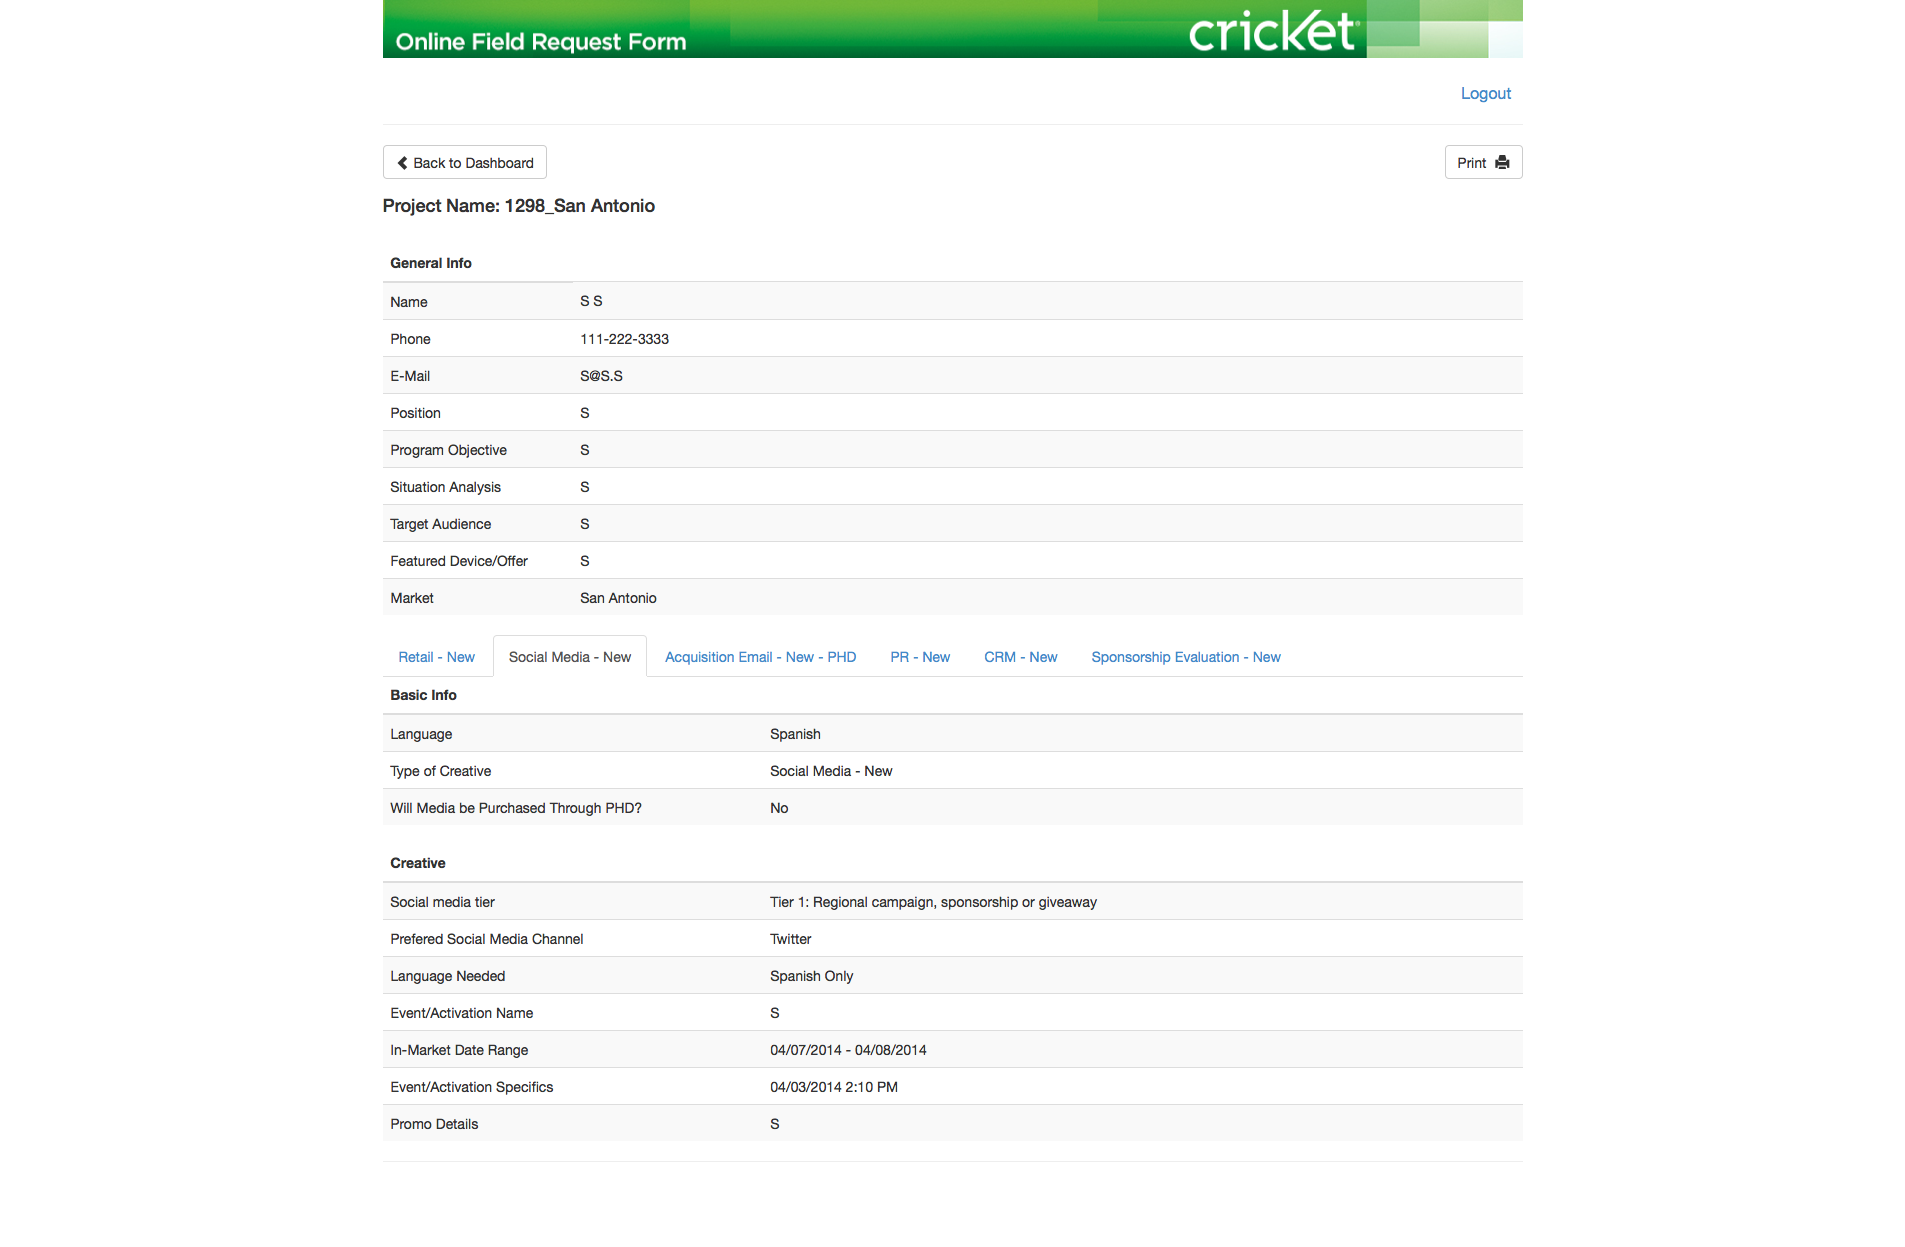 Online Field Request Form
cricket
Logout
Back to Dashboard
Print
Project Name: 1298_San Antonio
General Info
Name S S
Phone 111-222-3333
E-Mail S@S.S
Position S
Program Objective S
Situation Analysis S
Target Audience S
Featured Device/Offer S
Market San Antonio
Retail - New Social Media - New Acquisition Email - New - PHD PR - New CRM - New Sponsorship Evaluation - New
Basic Info
Language Spanish
Type of Creative Social Media - New
Will Media be Purchased Through PHD? No
Creative
Social media tier Tier 1: Regional campaign, sponsorship or giveaway
Prefered Social Media Channel Twitter
Language Needed Spanish Only
Event/Activation Name S
In-Market Date Range 04/07/2014 - 04/08/2014
Event/Activation Specifics 04/03/2014 2:10 PM
Promo Details S